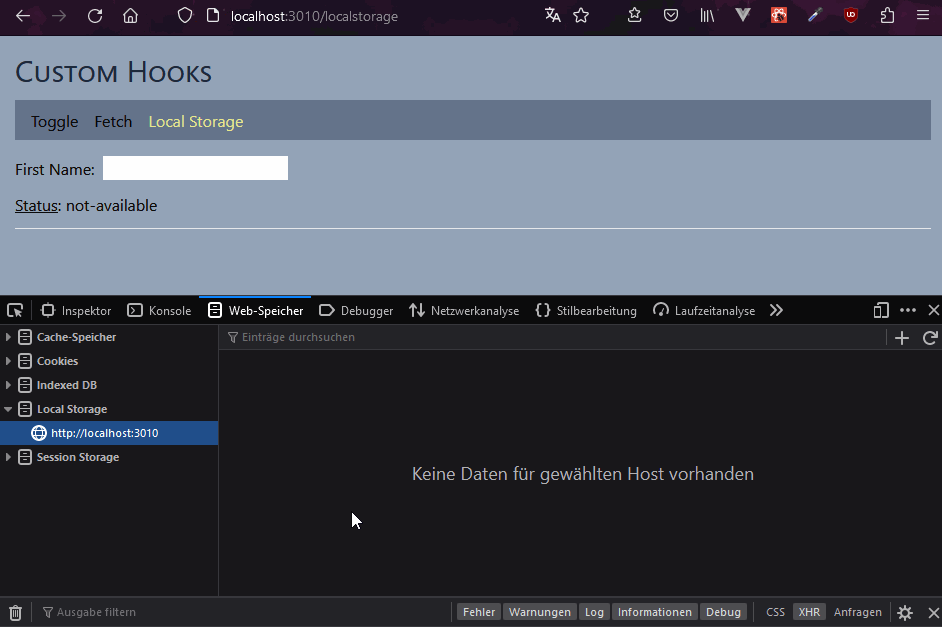 localhost:3010/localstorage
Custom Hooks
Toggle Fetch Local Storage
First Name:
Status: not-available
Inspektor Konsole Web-Speicher Debugger Netzwerkanalyse Stilbearbeitung Laufzeitanalyse
Cache-Speicher
Einträge durchsuchen
Cookies
Indexed DB
Local Storage
http://localhost:3010
Session Storage
Keine Daten für gewählten Host vorhanden
Ausgabe filtern
Fehler Warnungen Log Informationen Debug CSS XHR Anfragen